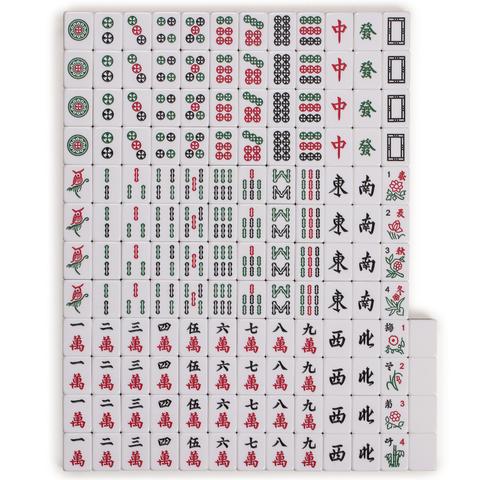 中 發
中 發
中 發
中 發
東 南 1
東 南 2
東 南 3 秋
東 南 4 冬
一萬 二萬 三萬 四萬 伍萬 六萬 七萬 八萬 九萬 西 北 梅 1
一萬 二萬 三萬 四萬 伍萬 六萬 七萬 八萬 九萬 西 北 2
一萬 二萬 三萬 四萬 伍萬 六萬 七萬 八萬 九萬 西 北 3
一萬 二萬 三萬 四萬 伍萬 六萬 七萬 八萬 九萬 西 北 竹 4